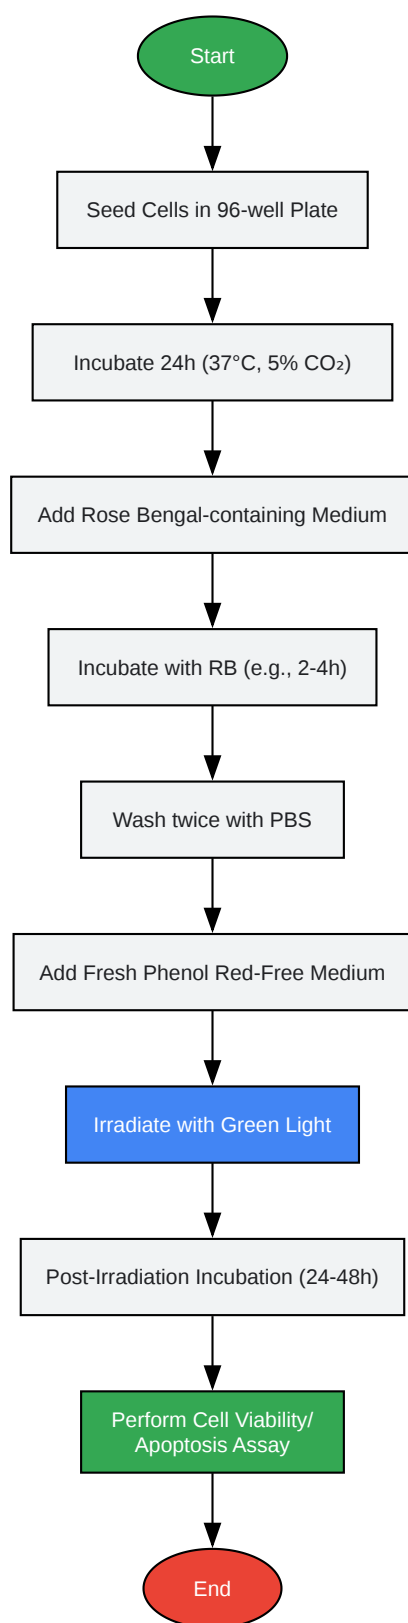 Start
Seed Cells in 96-well Plate
Incubate 24h (37°C, 5% CO₂)
Add Rose Bengal-containing Medium
Incubate with RB (e.g., 2-4h)
Wash twice with PBS
Add Fresh Phenol Red-Free Medium
Irradiate with Green Light
Post-Irradiation Incubation (24-48h)
Perform Cell Viability/
Apoptosis Assay
End